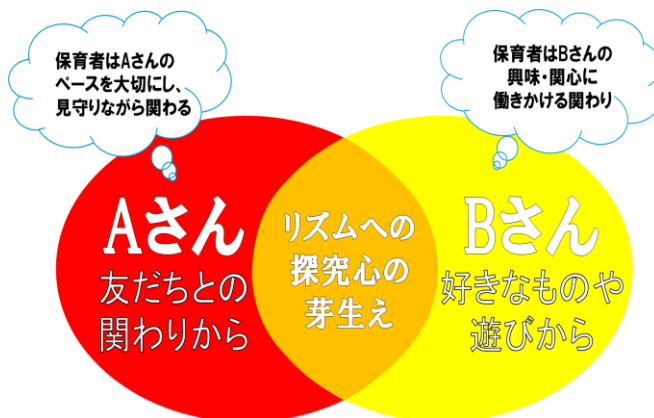 保育者はAさんの
ペースを大切にし、
見守りながら関わる
保育者はBさんの
興味・関心に
働きかける関わり
Aさん
友だちとの
関わりから
リズムへの
探究心の
芽生え
Bさん
好きなものや
遊びから